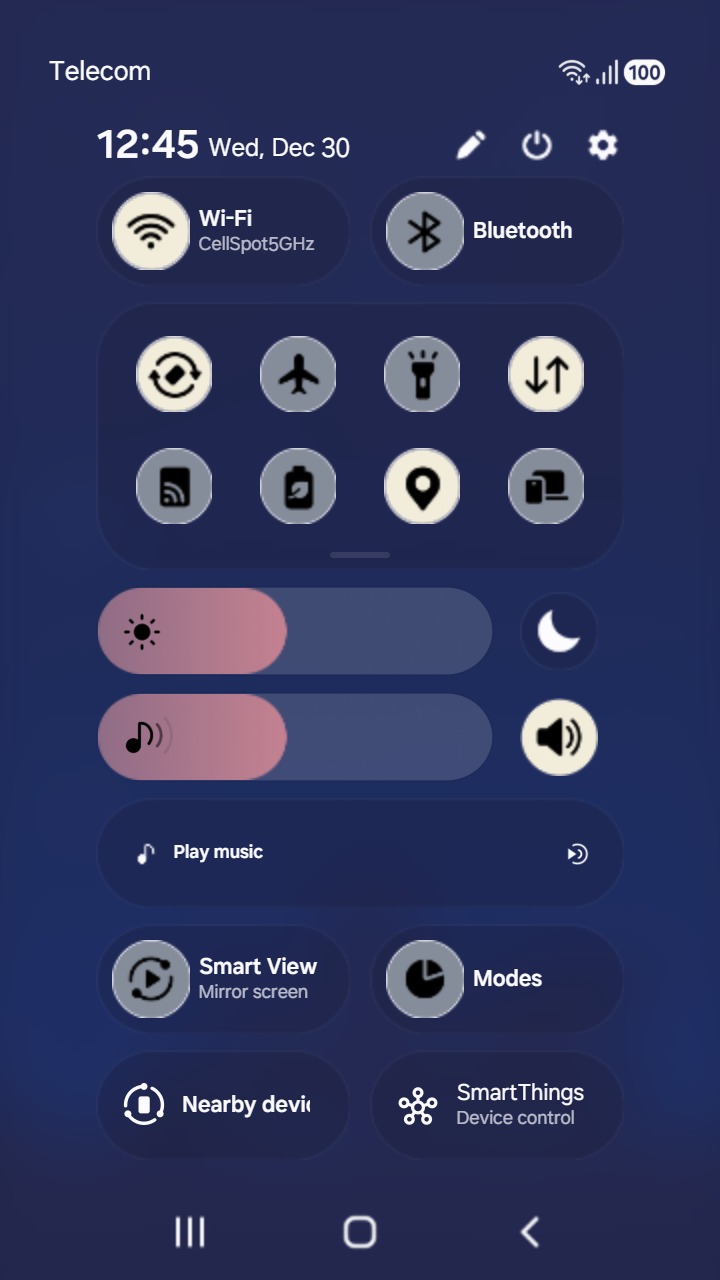 Telecom
100
12:45 Wed, Dec 30
Wi-Fi
CellSpot5GHz
Bluetooth
Play music
Smart View
Mirror screen
Modes
Nearby devic
SmartThings
Device control